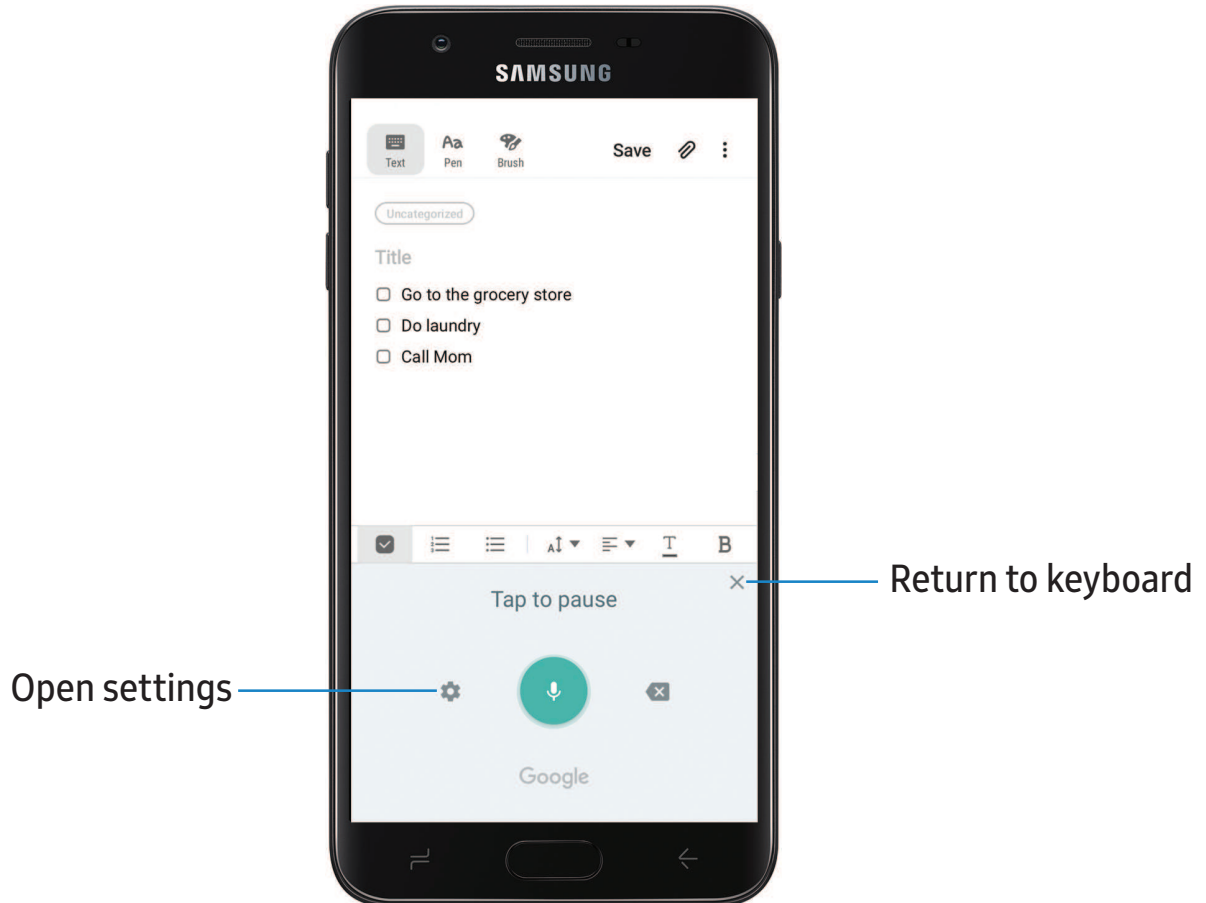 SAMSUNG
Text Aa Pen Brush Save
Uncategorized
Title
Go to the grocery store
Do laundry
Call Mom
A T B
Tap to pause
Return to keyboard
Open settings
Google